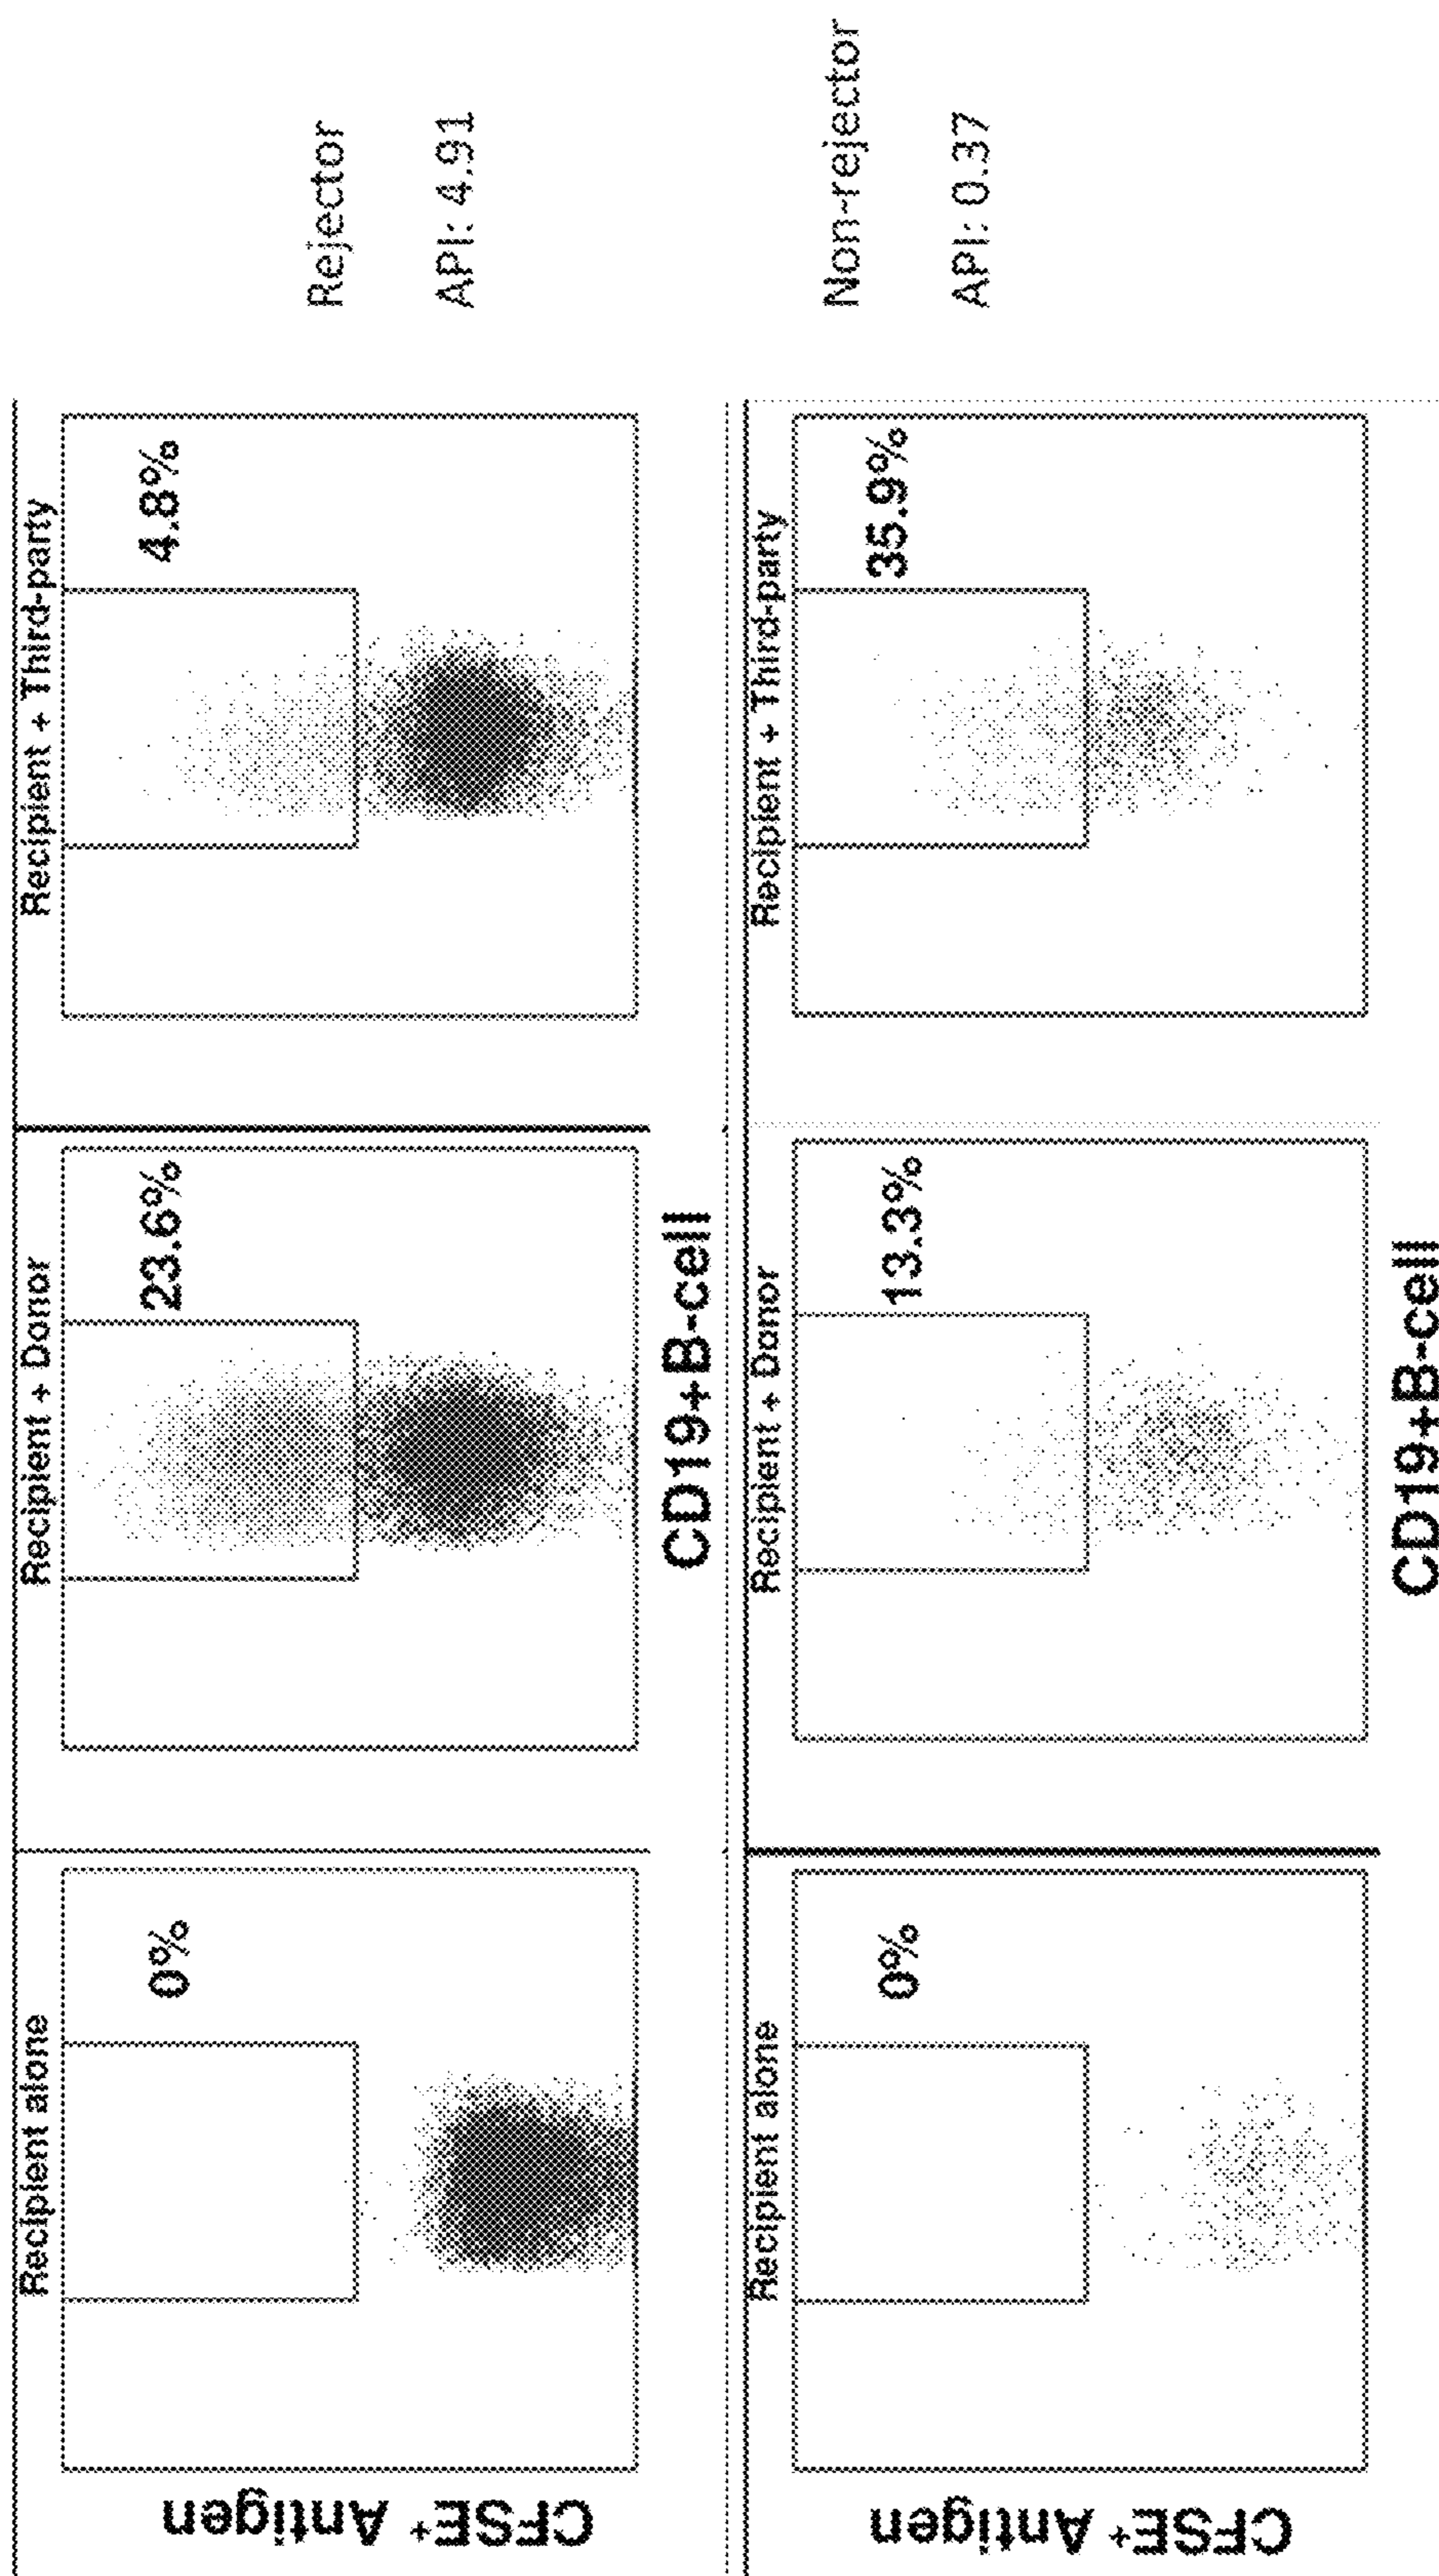 Recipient alone
Recipient + Donor
Recipient + Third-party
CFSE⁺ Antigen
0%
23.6%
4.8%
Rejector
API: 4.91
CD19+B-cell
Recipient alone
Recipient + Donor
Recipient + Third-party
CFSE⁺ Antigen
0%
13.3%
35.9%
Non-rejector
API: 0.37
CD19+B-cell